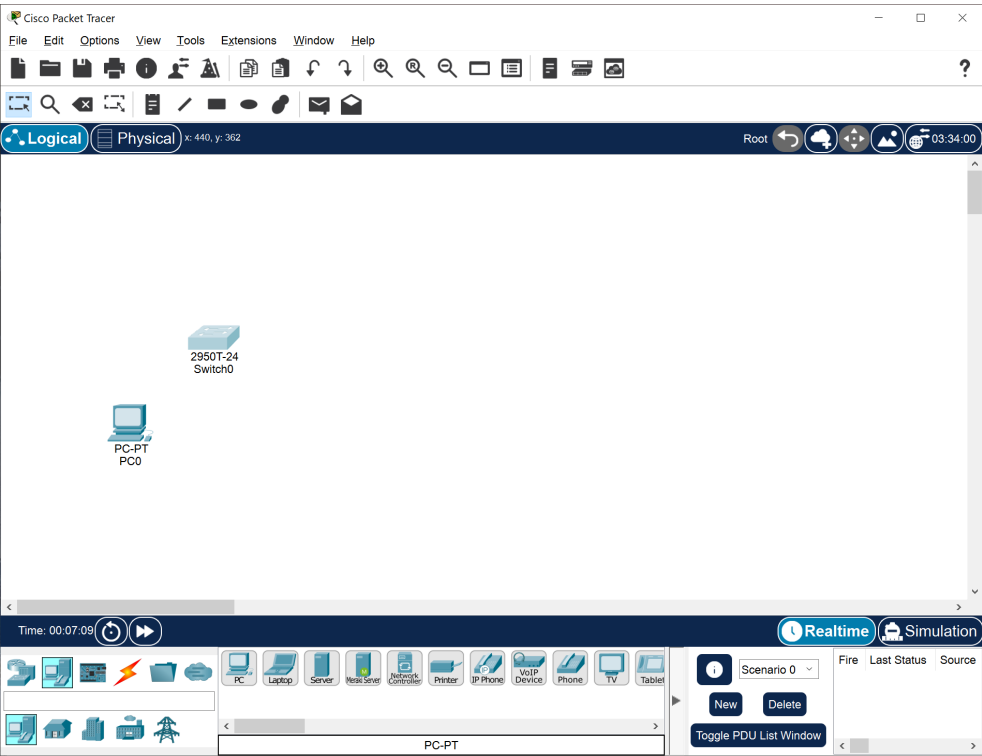 Cisco Packet Tracer
File Edit Options View Tools Extensions Window Help
?
Logical Physical x: 440, y: 362 Root 03:34:00
2950T-24
Switch0
PC-PT
PC0
Time: 00:07:09 Realtime Simulation
PC Laptop Server Meraki Server Network Controller Printer IP Phone VoIP Device Phone TV Tablet
Scenario 0
Fire Last Status Source
New Delete
Toggle PDU List Window
PC-PT